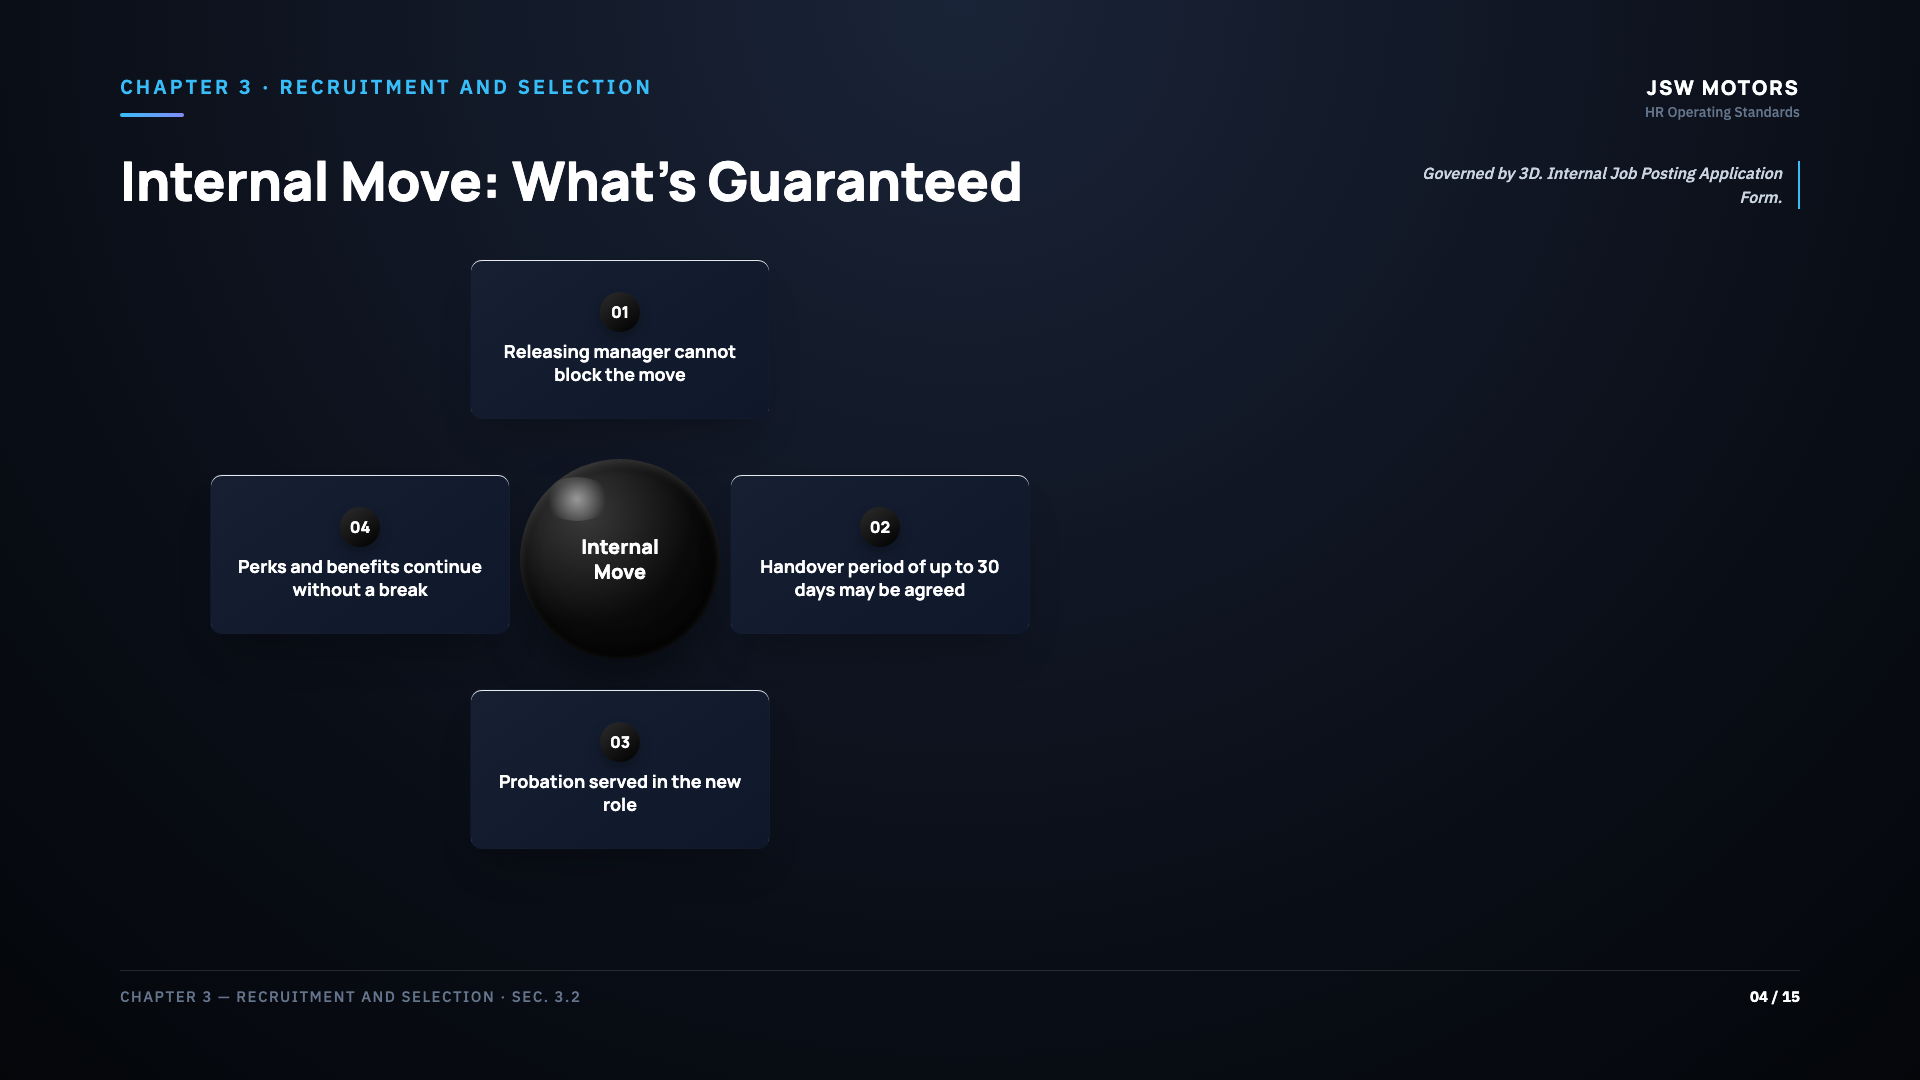 CHAPTER 3 · RECRUITMENT AND SELECTION
JSW MOTORS
HR Operating Standards
Internal Move: What’s Guaranteed
Governed by 3D. Internal Job Posting Application
Form.
01
Releasing manager cannot
block the move
04
Perks and benefits continue
without a break
Internal
Move
02
Handover period of up to 30
days may be agreed
03
Probation served in the new
role
CHAPTER 3 — RECRUITMENT AND SELECTION · SEC. 3.2
04 / 15